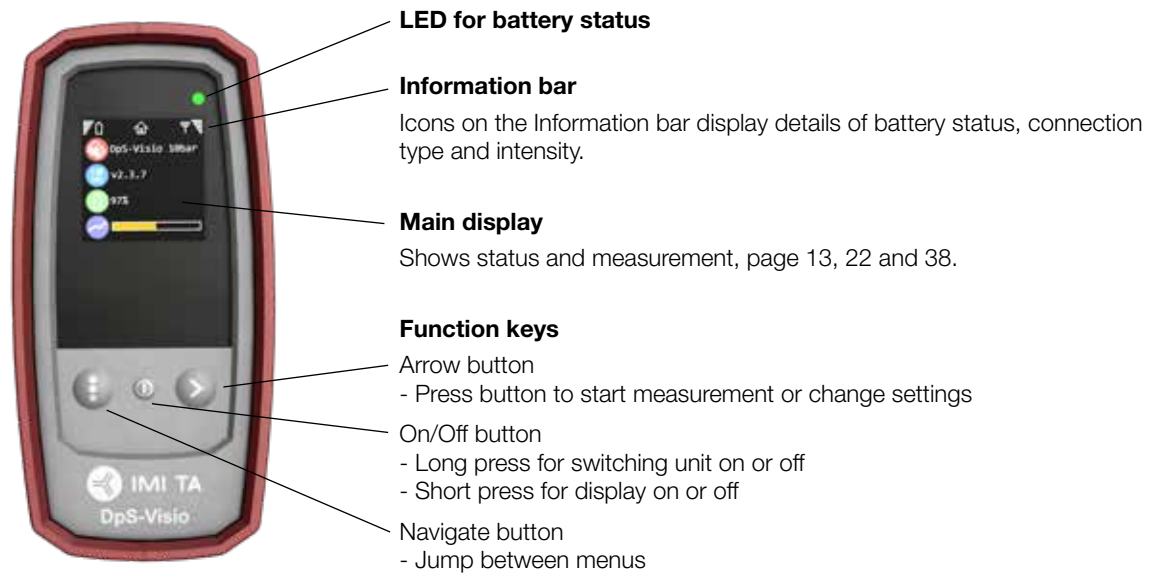 LED for battery status
Information bar
Icons on the Information bar display details of battery status, connection
type and intensity.
Main display
Shows status and measurement, page 13, 22 and 38.
Function keys
Arrow button
- Press button to start measurement or change settings
On/Off button
- Long press for switching unit on or off
- Short press for display on or off
Navigate button
- Jump between menus
DpS-Visio 10bar
v2.3.7
97%
IMI TA
DpS-Visio